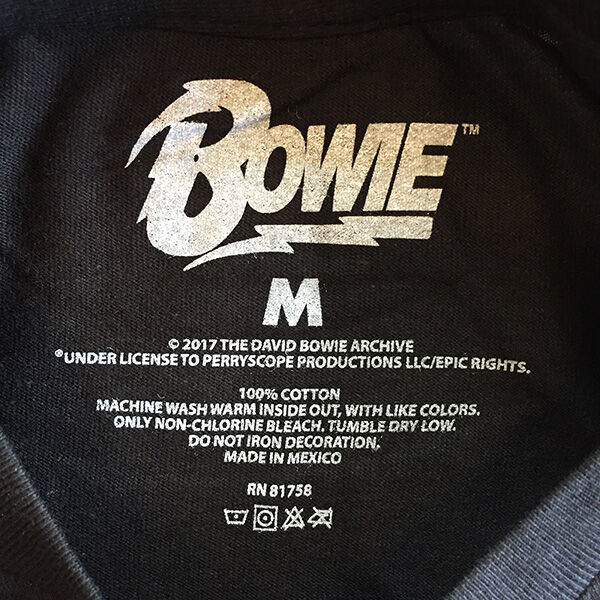 BOWIE™
M
© 2017 THE DAVID BOWIE ARCHIVE
®UNDER LICENSE TO PERRYSCOPE PRODUCTIONS LLC/EPIC RIGHTS.
100% COTTON
MACHINE WASH WARM INSIDE OUT, WITH LIKE COLORS.
ONLY NON-CHLORINE BLEACH. TUMBLE DRY LOW.
DO NOT IRON DECORATION.
MADE IN MEXICO
RN 81758